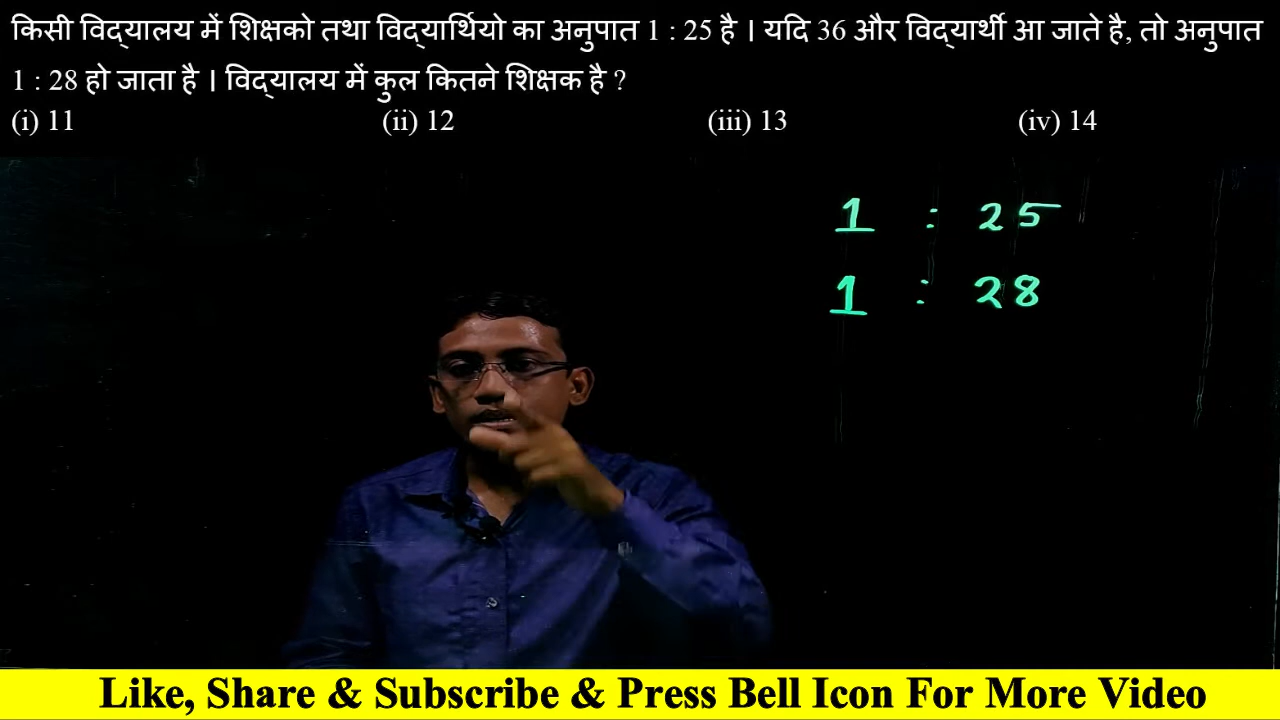 किसी विद्यालय में शिक्षको तथा विद्यार्थियो का अनुपात 1 : 25 है । यदि 36 और विद्यार्थी आ जाते है, तो अनुपात
1 : 28 हो जाता है । विद्यालय में कुल कितने शिक्षक है ?
(i) 11 (ii) 12 (iii) 13 (iv) 14
1 : 25
1 : 28
Like, Share & Subscribe & Press Bell Icon For More Video